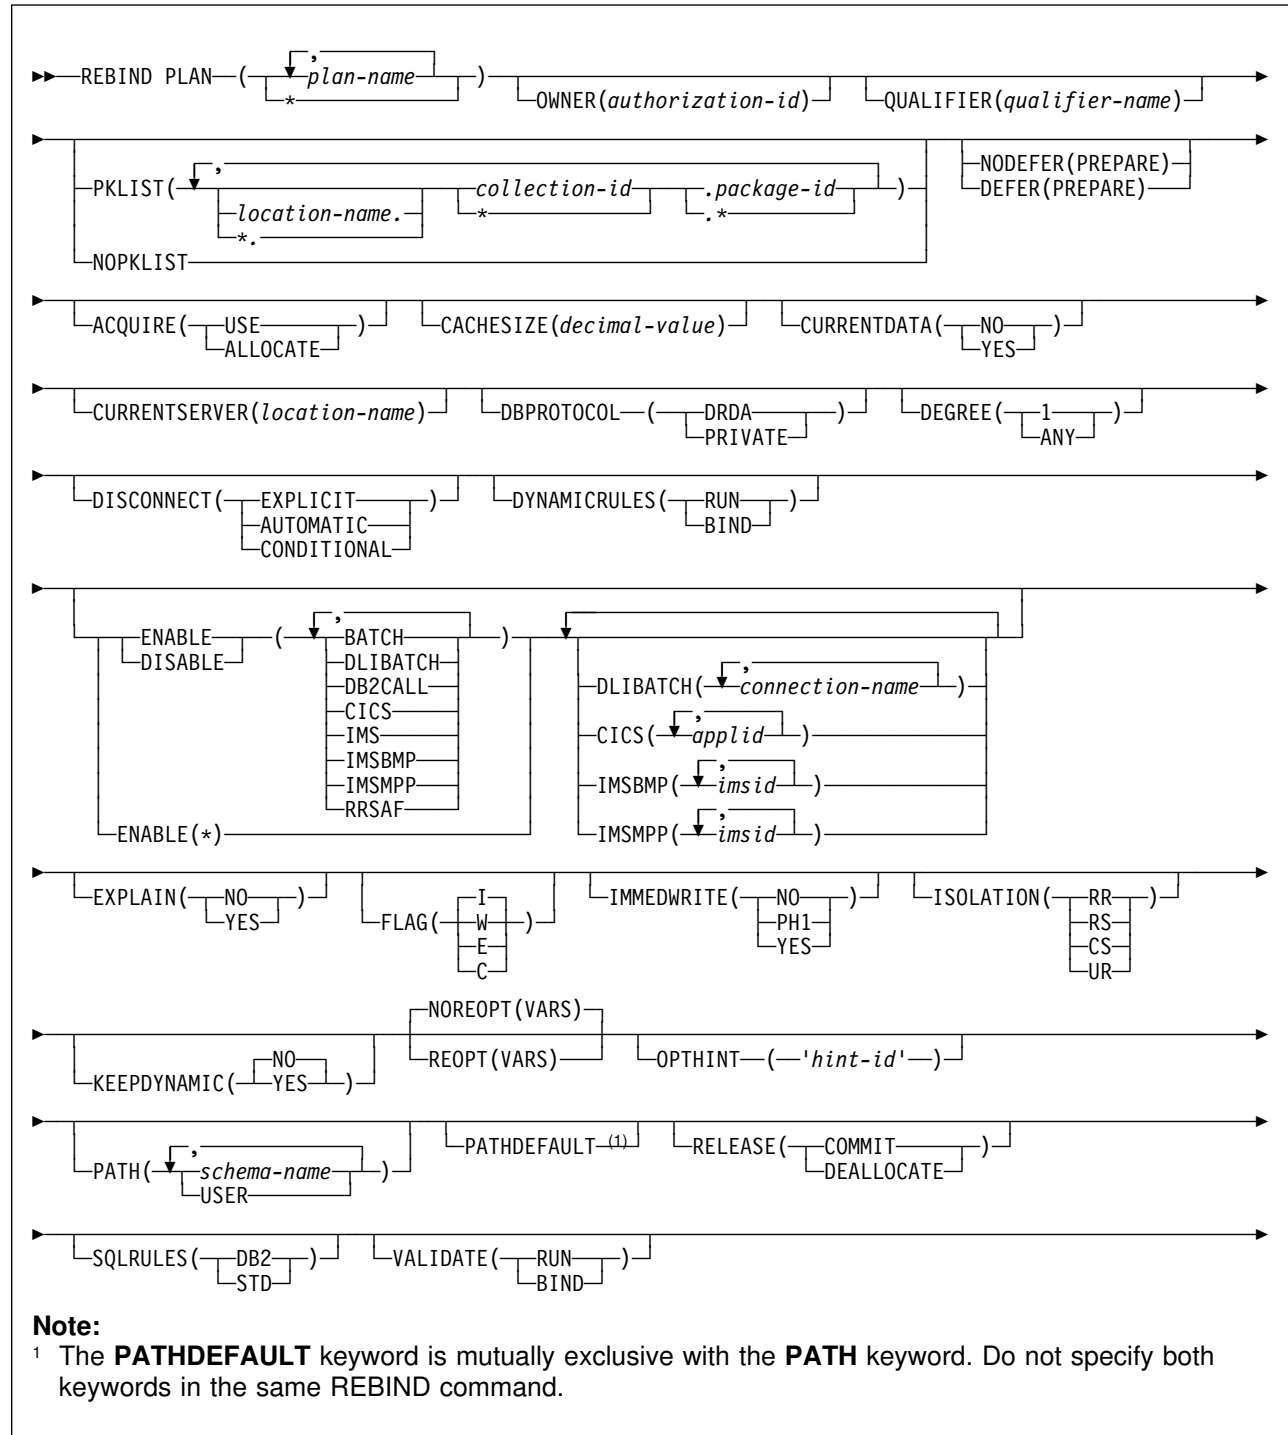 REBIND PLAN ( plan-name , * ) OWNER(authorization-id) QUALIFIER(qualifier-name)
PKLIST( , location-name. *. collection-id * .package-id .* ) NODEFER(PREPARE)
DEFER(PREPARE)
NOPKLIST
ACQUIRE( USE ) CACHESIZE(decimal-value) CURRENTDATA( NO )
ALLOCATE YES
CURRENTSERVER(location-name) DBPROTOCOL ( DRDA ) DEGREE( 1 )
PRIVATE ANY
DISCONNECT( EXPLICIT ) DYNAMICRULES( RUN )
AUTOMATIC BIND
CONDITIONAL
,
ENABLE ( BATCH )
DISABLE DLIBATCH ,
DB2CALL DLIBATCH( connection-name )
CICS ,
IMS CICS( applid )
IMSBMP ,
IMSMPP IMSBMP( imsid )
RRSAF ,
ENABLE(*) IMSMPP( imsid )
EXPLAIN( NO ) FLAG( I ) IMMEDWRITE( NO ) ISOLATION( RR )
YES W PH1 RS
E YES CS
C UR
NOREOPT(VARS)
KEEPDYNAMIC( NO ) REOPT(VARS) OPTHINT ( 'hint-id' )
YES
, PATHDEFAULT (1) RELEASE( COMMIT )
PATH( schema-name ) DEALLOCATE
USER
SQLRULES( DB2 ) VALIDATE( RUN )
STD BIND
Note:
1 The PATHDEFAULT keyword is mutually exclusive with the PATH keyword. Do not specify both
keywords in the same REBIND command.